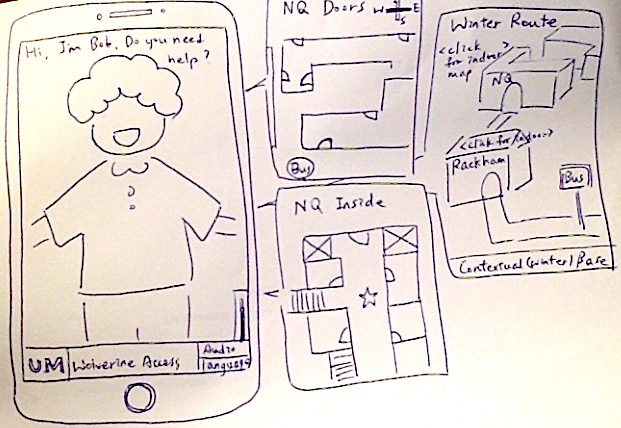 Hi, I'm Bob. Do you need
help?
UM
Wolverine Access
Audio
language
NQ Doors
W
E
S
Bus
NQ Inside
Winter Route
<click
for indoor
map
>
NQ
<click for indoor>
Rackham
Bus
Contextual (winter) Base